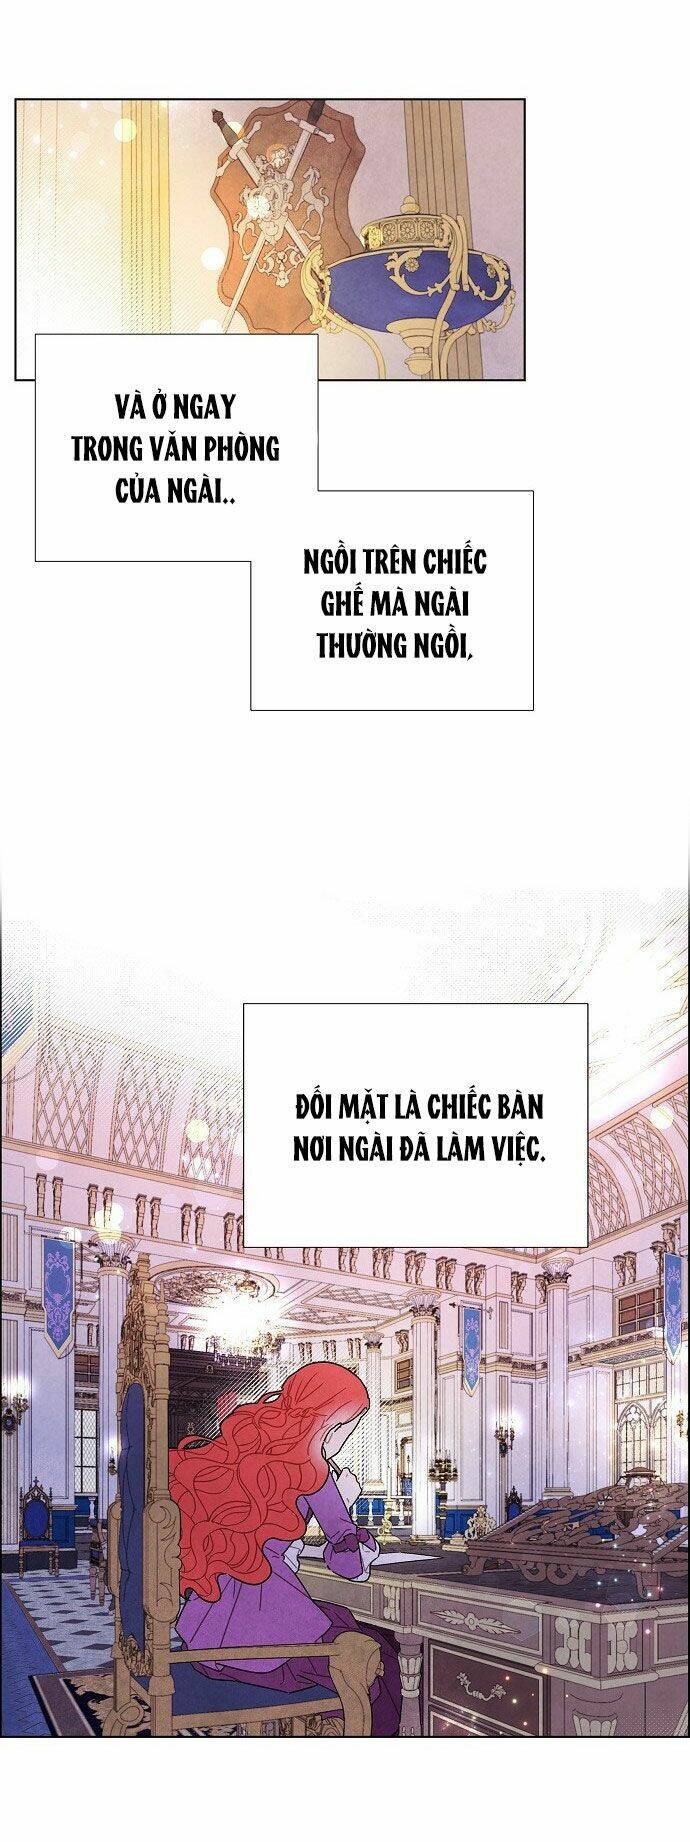 VÀ Ở NGAY
TRONG VĂN PHÒNG
CỦA NGÀI..
NGỒI TRÊN CHIẾC
GHẾ MÀ NGÀI
THƯỜNG NGỒI,
ĐỐI MẶT LÀ CHIẾC BÀN
NƠI NGÀI ĐÃ LÀM VIỆC.